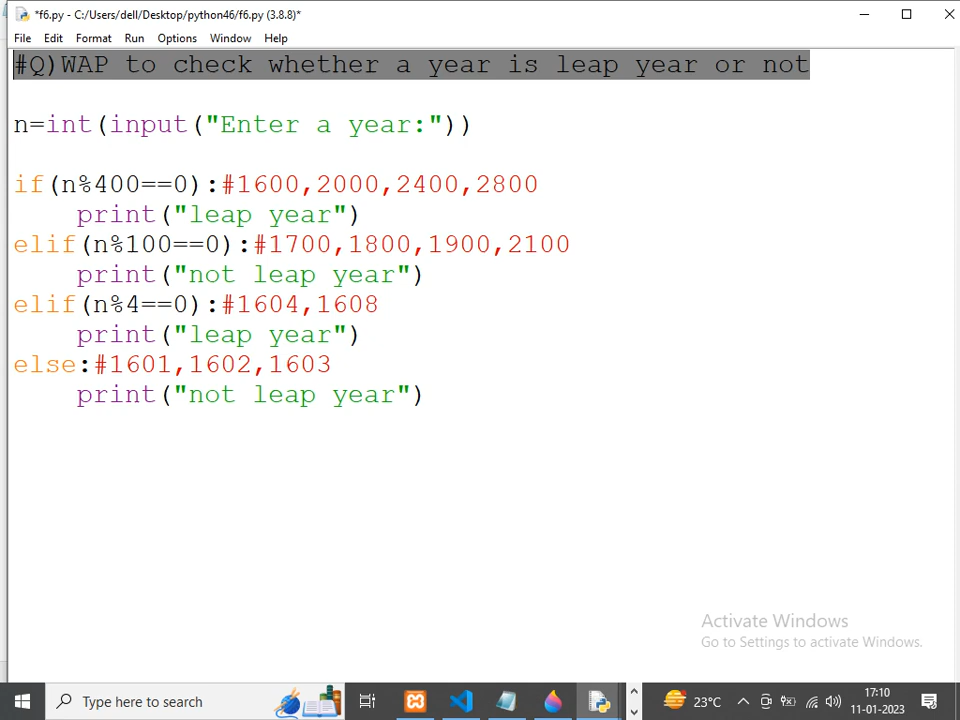 *f6.py - C:/Users/dell/Desktop/python46/f6.py (3.8.8)*
File Edit Format Run Options Window Help
#Q)WAP to check whether a year is leap year or not
n=int(input("Enter a year:"))
if(n%400==0):#1600,2000,2400,2800
    print("leap year")
elif(n%100==0):#1700,1800,1900,2100
    print("not leap year")
elif(n%4==0):#1604,1608
    print("leap year")
else:#1601,1602,1603
    print("not leap year")
Activate Windows
Go to Settings to activate Windows.
Type here to search
23°C
17:10
11-01-2023